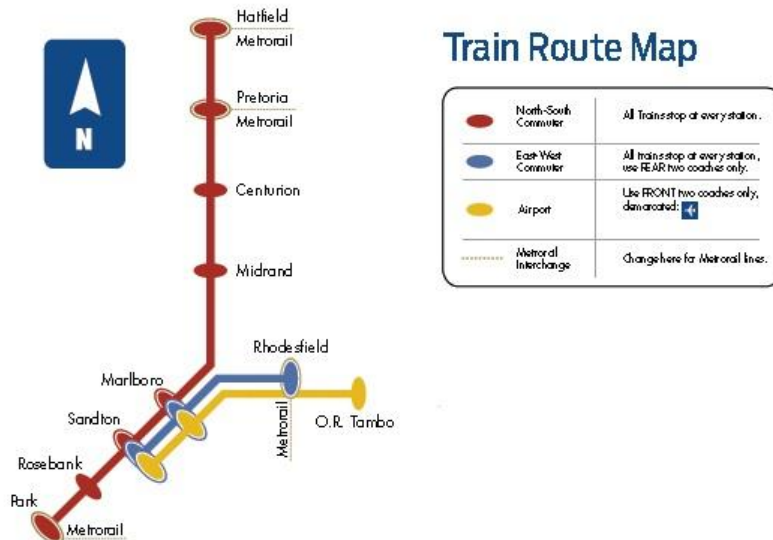 Hatfield
Metrorail
Train Route Map
N
Pretoria
Metrorail
North-South
Commuter
All Trains stop at every station.
East-West
Commuter
All trains stop at every station,
use FEAR two coaches only.
Centurion
Airport
Use FRONT two coaches only,
demarcated:
Midrand
Metrorail
Interchange
Change here for Metrorail lines.
Rhodesfield
Marlboro
Sandton
Metrorail
O.R. Tambo
Rosebank
Park
Metrorail